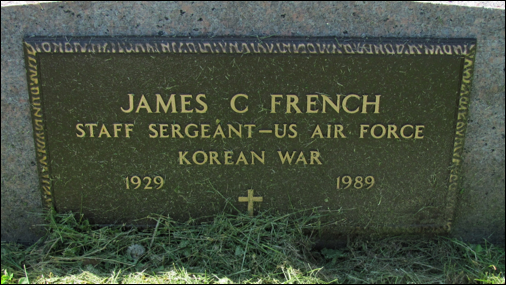 JAMES C FRENCH
STAFF SERGEANT—US AIR FORCE
KOREAN WAR
1929 1989